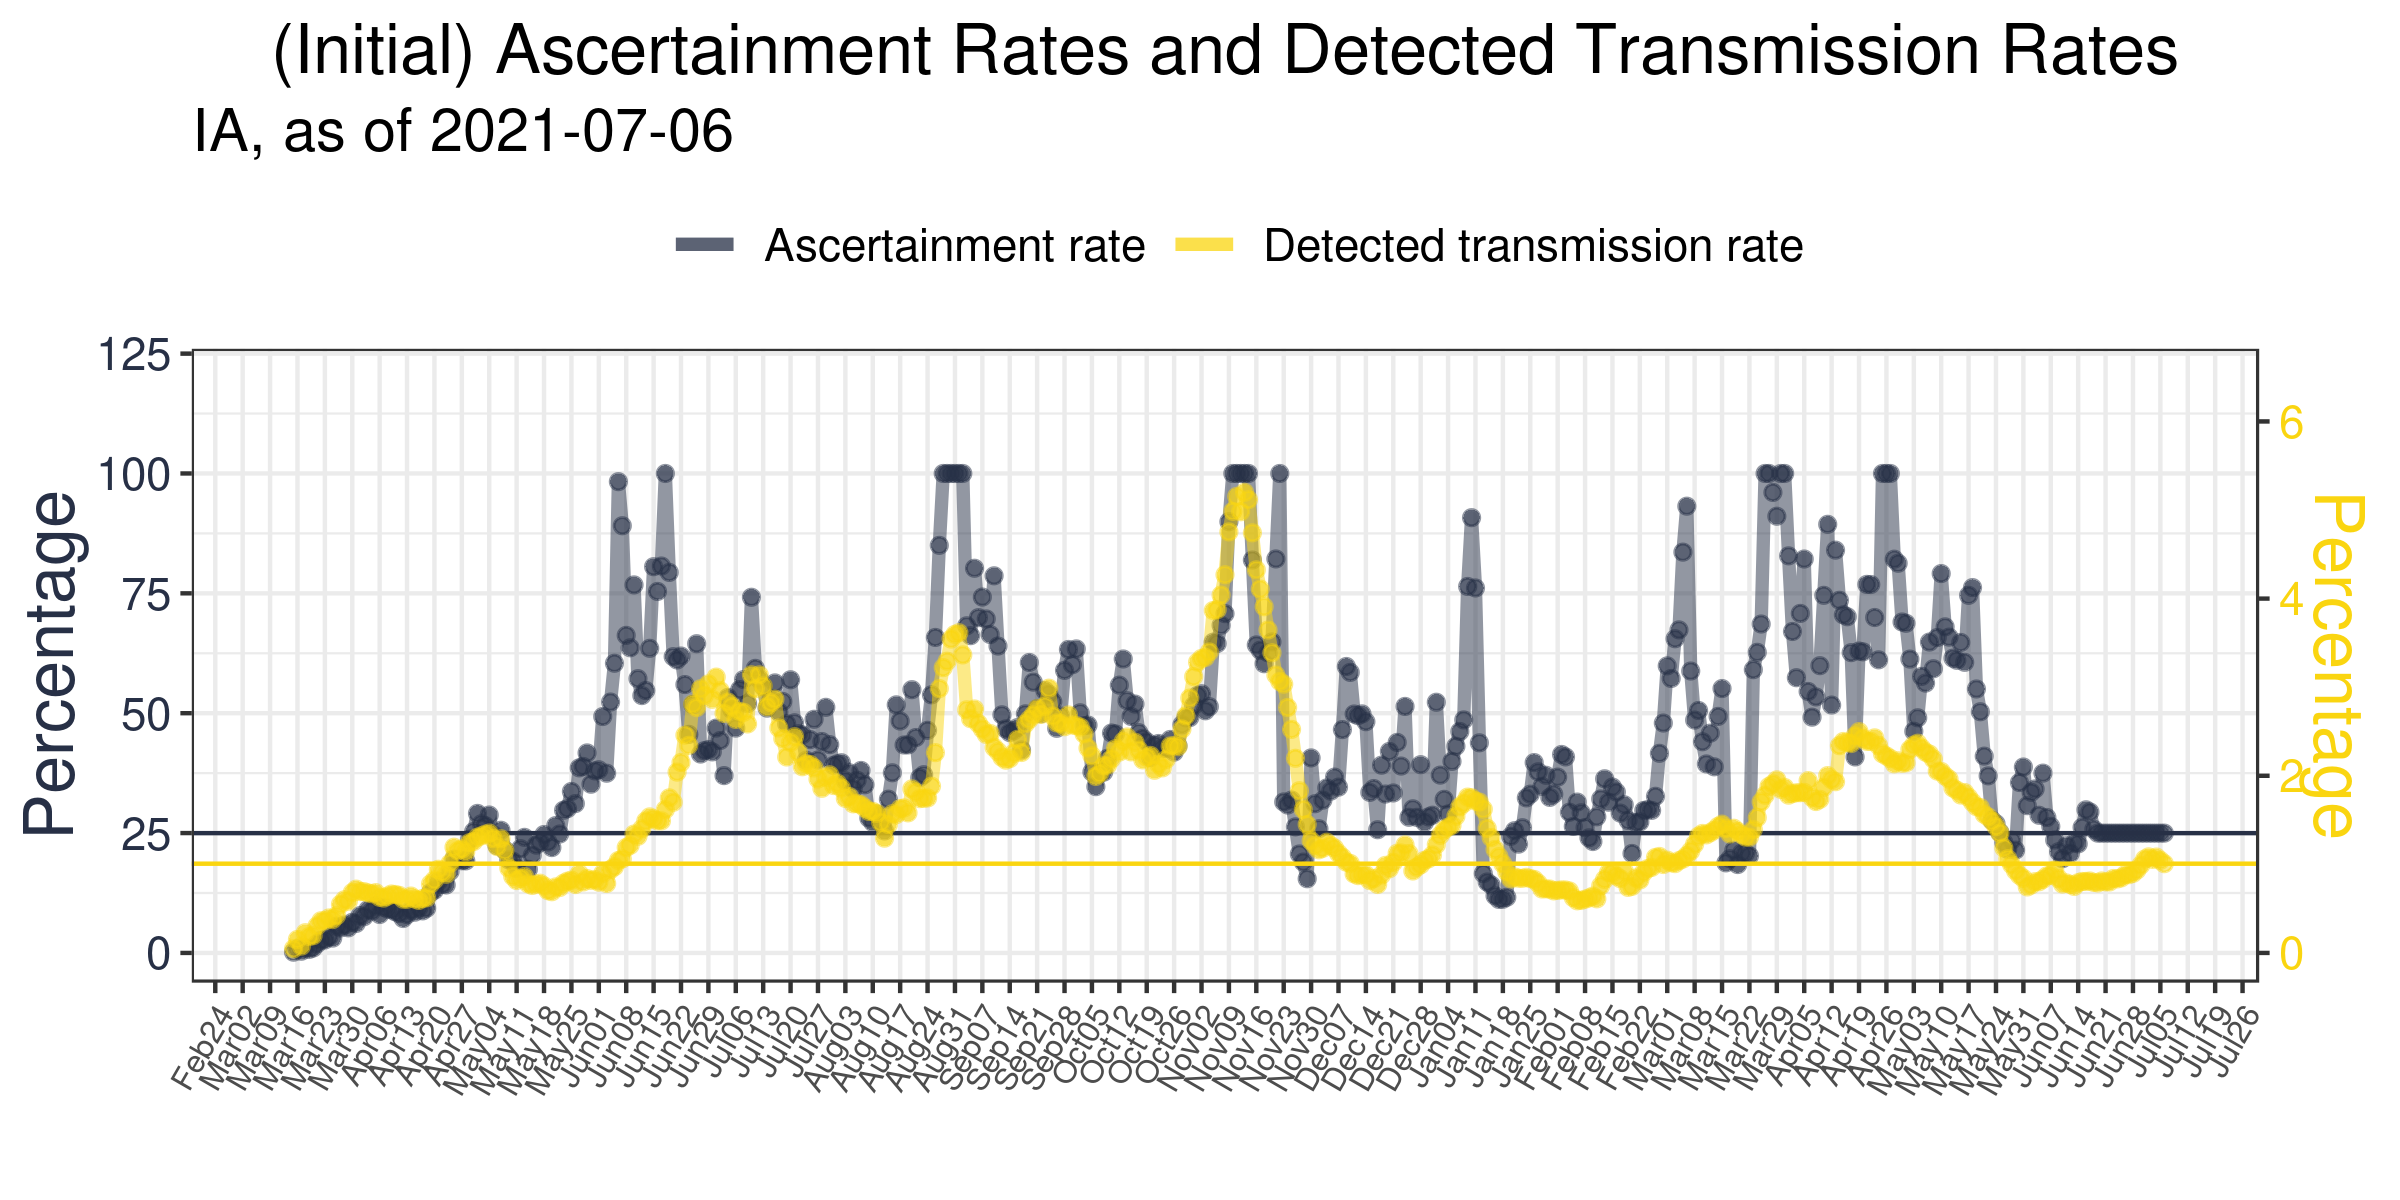 (Initial) Ascertainment Rates and Detected Transmission Rates
IA, as of 2021-07-06
Ascertainment rate Detected transmission rate
125
100
75
50
25
0
Percentage
6
4
2
0
Percentage
Feb24 Mar02 Mar09 Mar16 Mar23 Mar30 Apr06 Apr13 Apr20 Apr27 May04 May11 May18 May25 Jun01 Jun08 Jun15 Jun22 Jun29 Jul06 Jul13 Jul20 Jul27 Aug03 Aug10 Aug17 Aug24 Aug31 Sep07 Sep14 Sep21 Sep28 Oct05 Oct12 Oct19 Oct26 Nov02 Nov09 Nov16 Nov23 Nov30 Dec07 Dec14 Dec21 Dec28 Jan04 Jan11 Jan18 Jan25 Feb01 Feb08 Feb15 Feb22 Mar01 Mar08 Mar15 Mar22 Mar29 Apr05 Apr12 Apr19 Apr26 May03 May10 May17 May24 May31 Jun07 Jun14 Jun21 Jun28 Jul05 Jul12 Jul19 Jul26